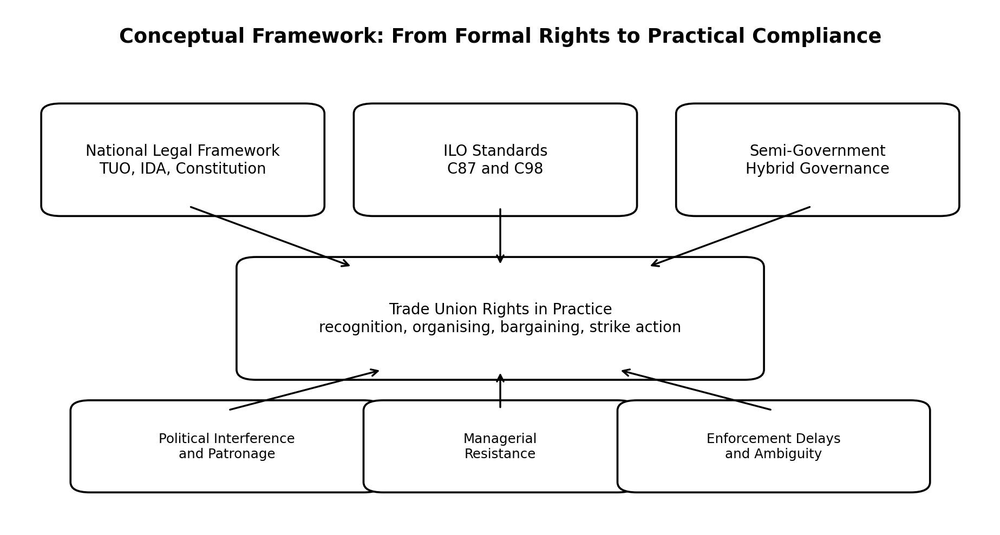 Conceptual Framework: From Formal Rights to Practical Compliance
National Legal Framework
TUO, IDA, Constitution
ILO Standards
C87 and C98
Semi-Government
Hybrid Governance
Trade Union Rights in Practice
recognition, organising, bargaining, strike action
Political Interference
and Patronage
Managerial
Resistance
Enforcement Delays
and Ambiguity